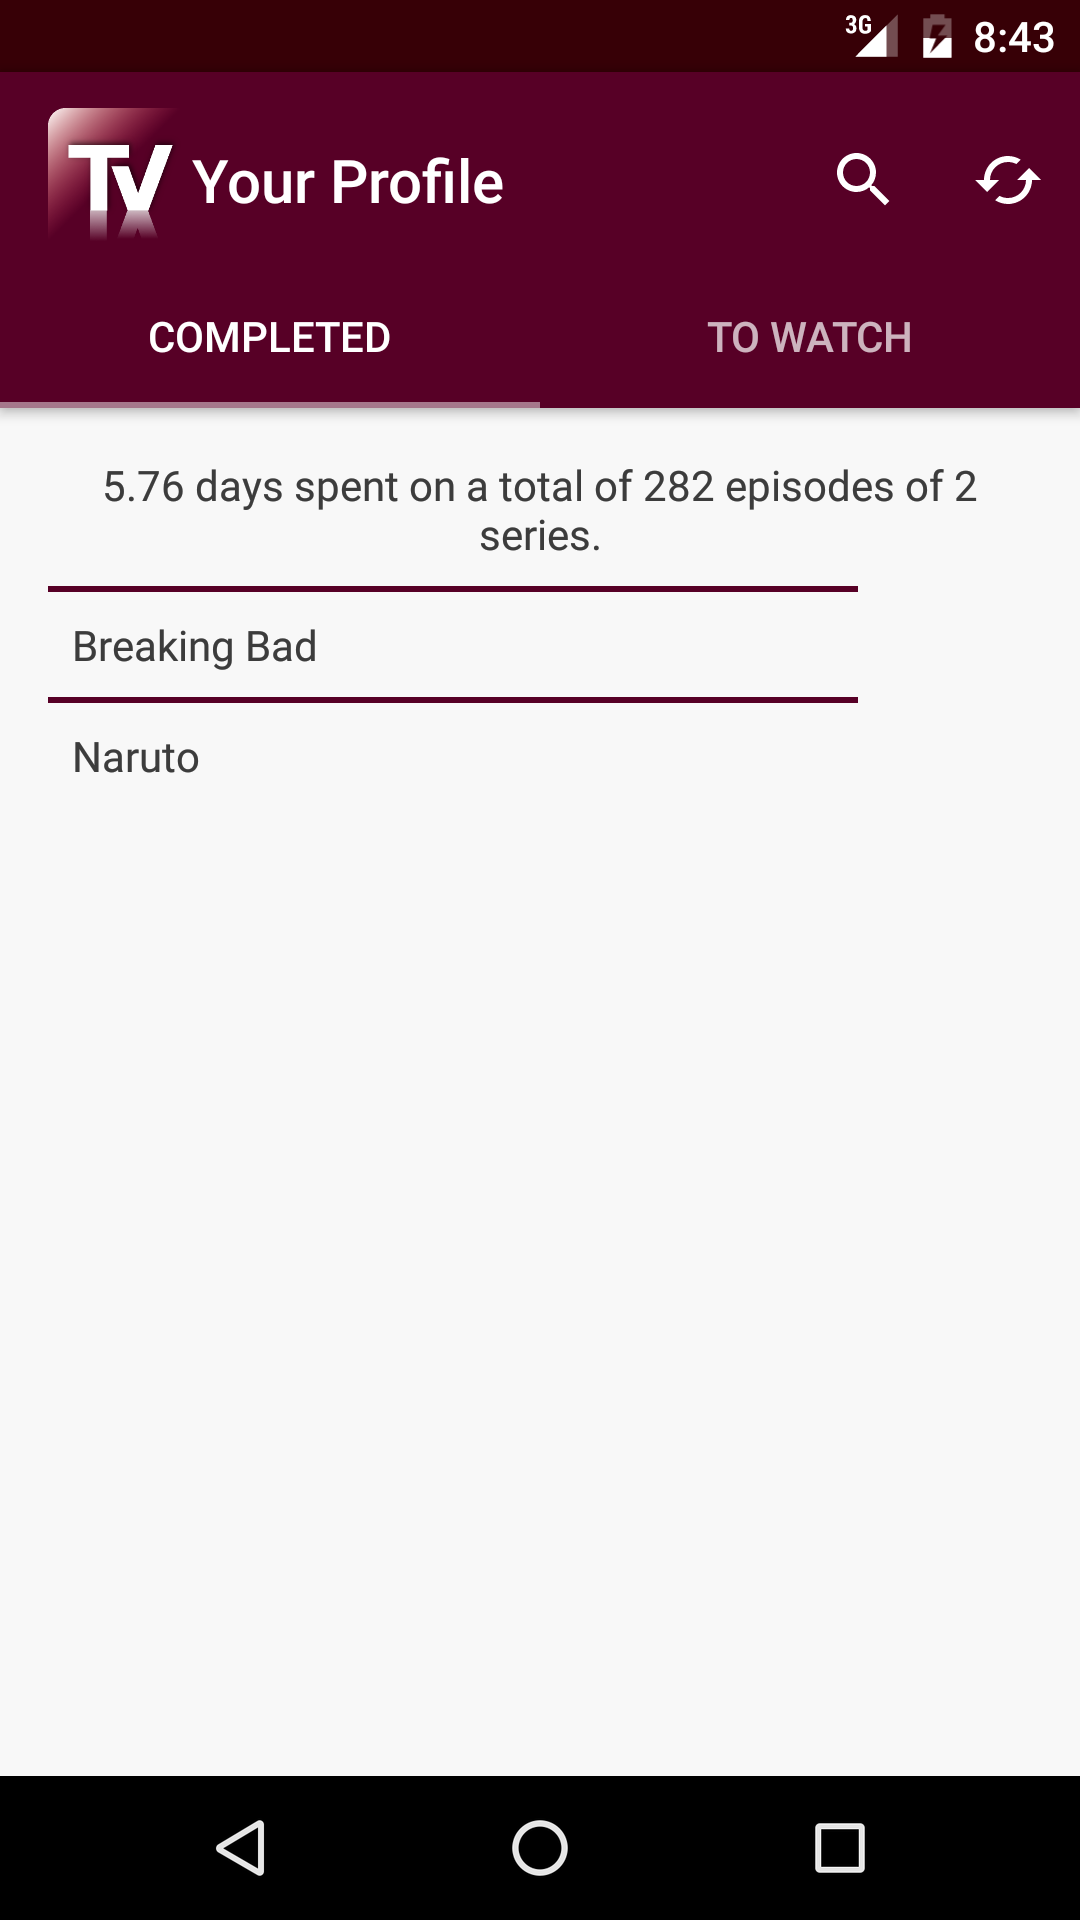 3G 8:43
TV Your Profile
COMPLETED TO WATCH
5.76 days spent on a total of 282 episodes of 2
series.
Breaking Bad
Naruto